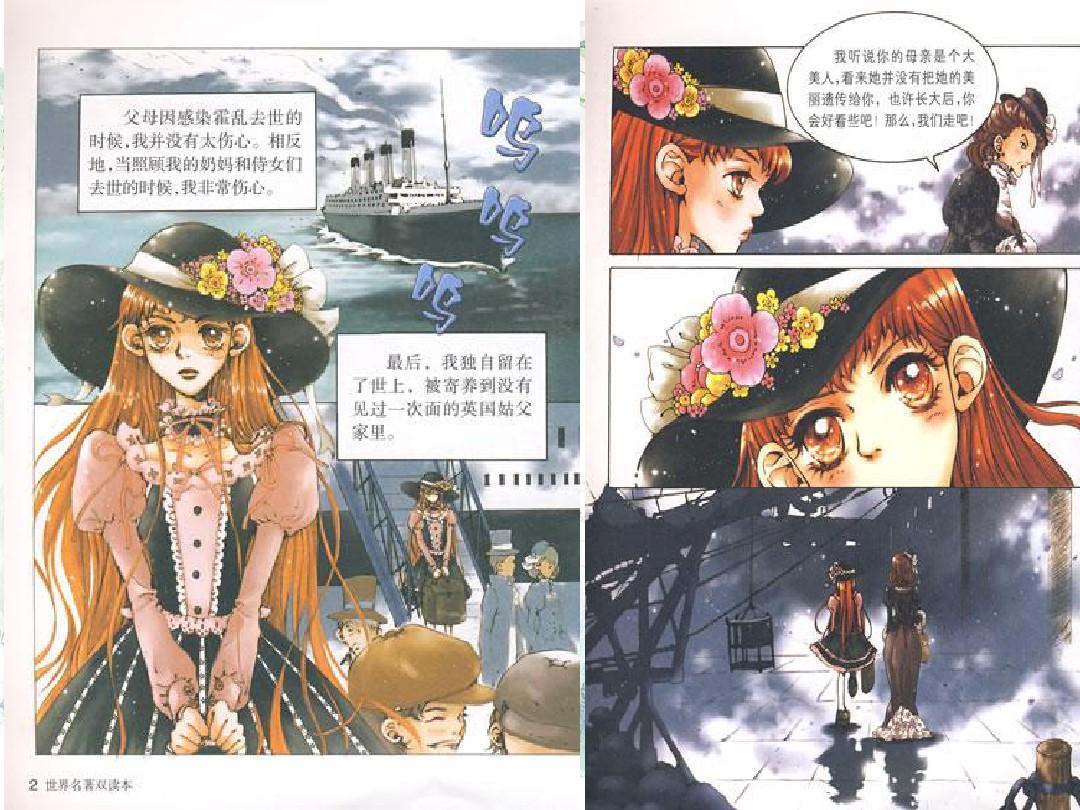 父母因感染霍乱去世的
时候，我并没有太伤心。相反
地，当照顾我的奶妈和侍女们
去世的时候，我非常伤心。
呜
呜
呜
最后，我独自留在
了世上，被寄养到没有
见过一次面的英国姑父
家里。
2 世界名著双读本
我听说你的母亲是个大
美人，看来她并没有把她的美
丽遗传给你，也许长大后，你
会好看些吧！那么，我们走吧！